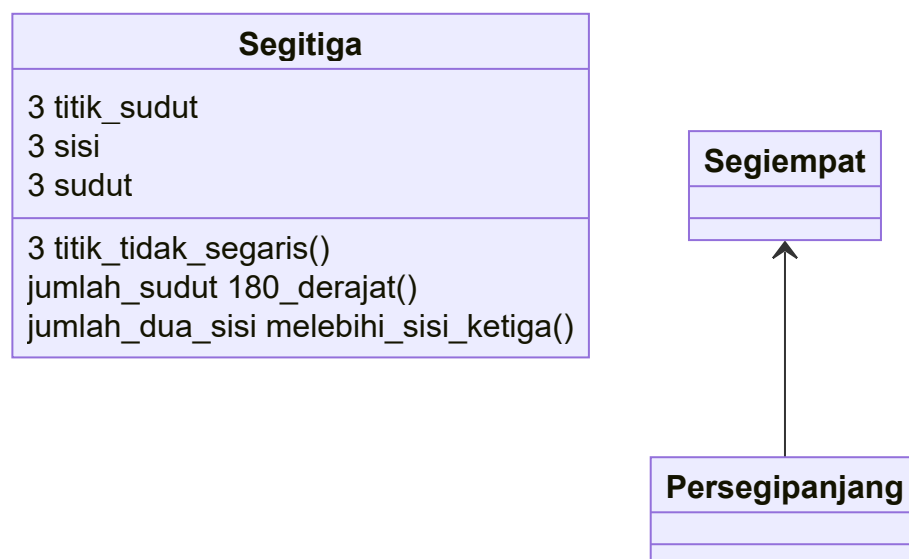 Segitiga
3 titik_sudut
3 sisi
3 sudut
3 titik_tidak_segaris()
jumlah_sudut 180_derajat()
jumlah_dua_sisi melebihi_sisi_ketiga()
Segiempat
Persegipanjang